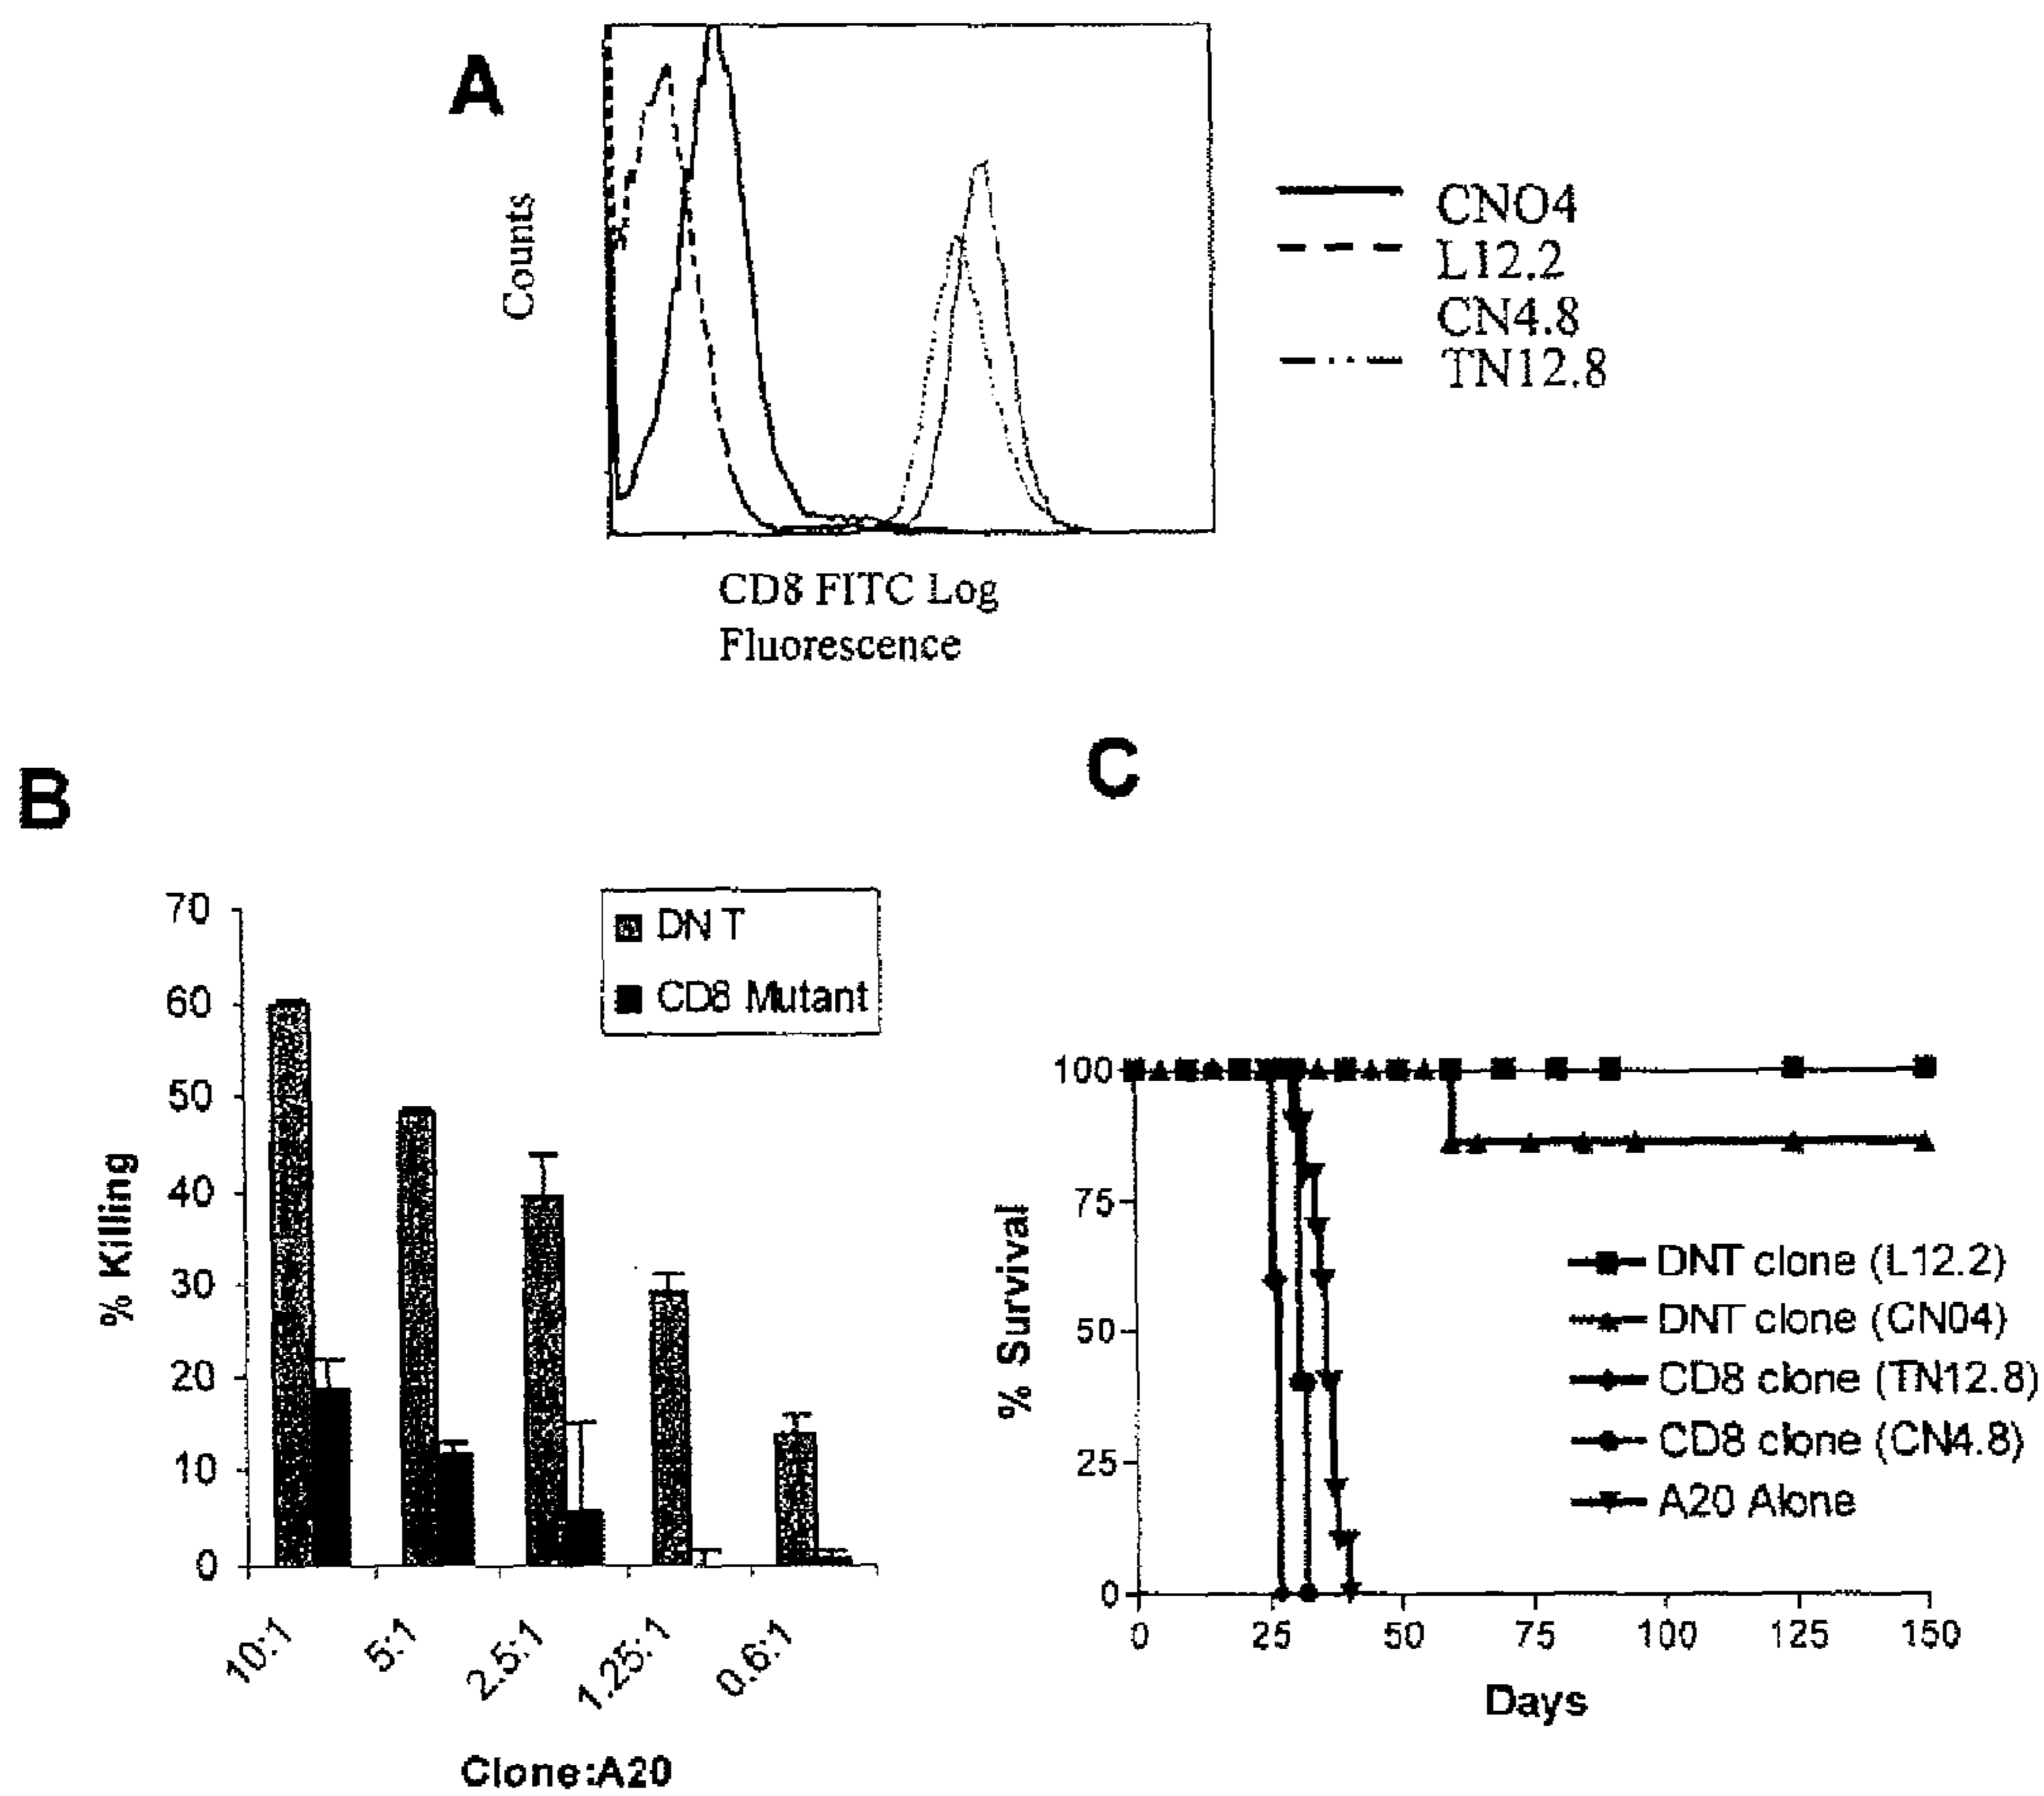 A
Counts
CNO4
L12.2
CN4.8
TN12.8
CD8 FITC Log
Fluorescence
B
70
60
50
40
30
20
10
0
% Killing
DN T
CD8 Mutant
10:1
5:1
2.5:1
1.25:1
0.6:1
Clone:A20
C
100
75
50
25
0
% Survival
DNT clone (L12.2)
DNT clone (CN04)
CD8 clone (TN12.8)
CD8 clone (CN4.8)
A20 Alone
0
25
50
75
100
125
150
Days